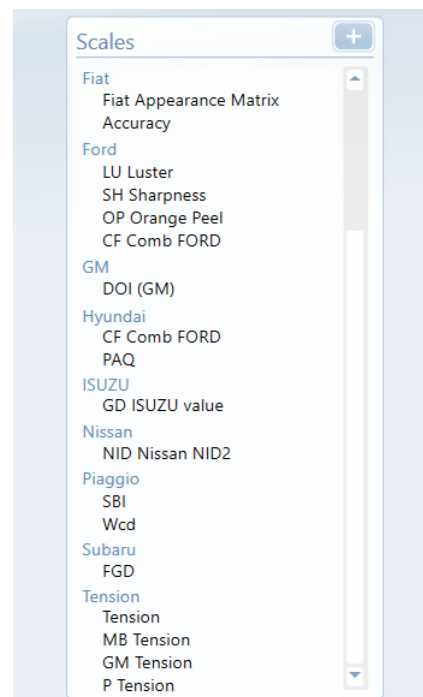 Scales
+
Fiat
Fiat Appearance Matrix
Accuracy
Ford
LU Luster
SH Sharpness
OP Orange Peel
CF Comb FORD
GM
DOI (GM)
Hyundai
CF Comb FORD
PAQ
ISUZU
GD ISUZU value
Nissan
NID Nissan NID2
Piaggio
SBI
Wcd
Subaru
FGD
Tension
Tension
MB Tension
GM Tension
P Tension